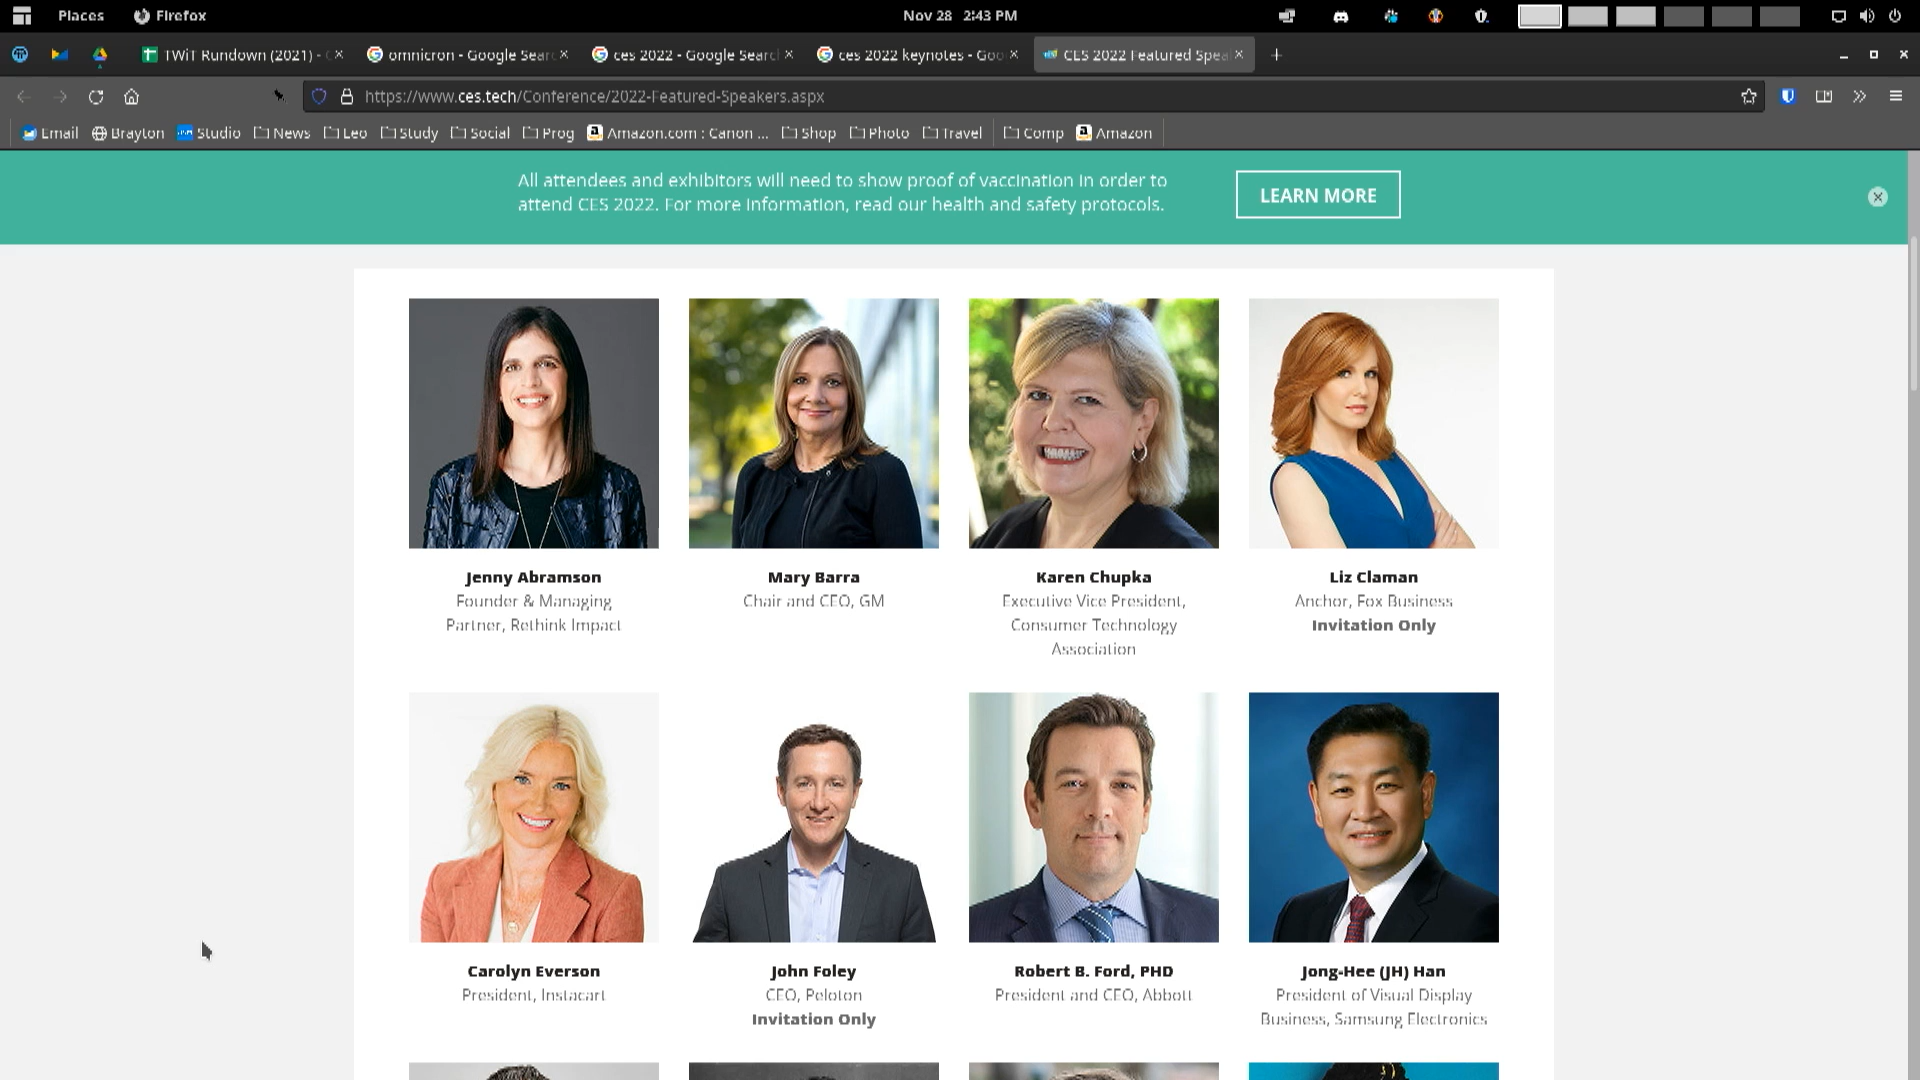 Places Firefox Nov 28 2:43 PM
TWiT Rundown (2021) - omnicron - Google Sear ces 2022 - Google Search ces 2022 keynotes - Goo CES 2022 Featured Spea
https://www.ces.tech/Conference/2022-Featured-Speakers.aspx
Email Brayton Studio News Leo Study Social Prog Amazon.com : Canon ... Shop Photo Travel Comp Amazon
All attendees and exhibitors will need to show proof of vaccination in order to
attend CES 2022. For more information, read our health and safety protocols.
LEARN MORE
Jenny Abramson
Founder & Managing
Partner, Rethink Impact
Mary Barra
Chair and CEO, GM
Karen Chupka
Executive Vice President,
Consumer Technology
Association
Liz Claman
Anchor, Fox Business
Invitation Only
Carolyn Everson
President, Instacart
John Foley
CEO, Peloton
Invitation Only
Robert B. Ford, PHD
President and CEO, Abbott
Jong-Hee (JH) Han
President of Visual Display
Business, Samsung Electronics